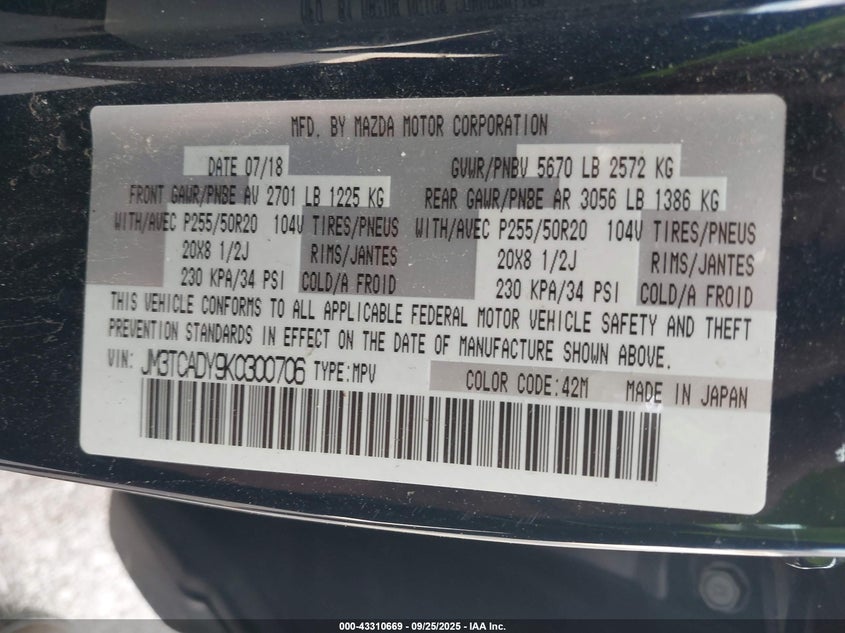 MFD. BY MAZDA MOTOR CORPORATION
DATE 07/18 GVWR/PNBV 5670 LB 2572 KG
FRONT GAWR/PNBE AV 2701 LB 1225 KG REAR GAWR/PNBE AR 3056 LB 1386 KG
WITH/AVEC P255/50R20 104V TIRES/PNEUS WITH/AVEC P255/50R20 104V TIRES/PNEUS
20X8 1/2J RIMS/JANTES 20X8 1/2J RIMS/JANTES
230 KPA/34 PSI COLD/A FROID 230 KPA/34 PSI COLD/A FROID
THIS VEHICLE CONFORMS TO ALL APPLICABLE FEDERAL MOTOR VEHICLE SAFETY AND THEFT
PREVENTION STANDARDS IN EFFECT ON THE DATE OF MANUFACTURE SHOWN ABOVE.
VIN: JM3TCADY9K0300706 TYPE:MPV COLOR CODE:42M MADE IN JAPAN
000-43310669 - 09/25/2025 - IAA Inc.